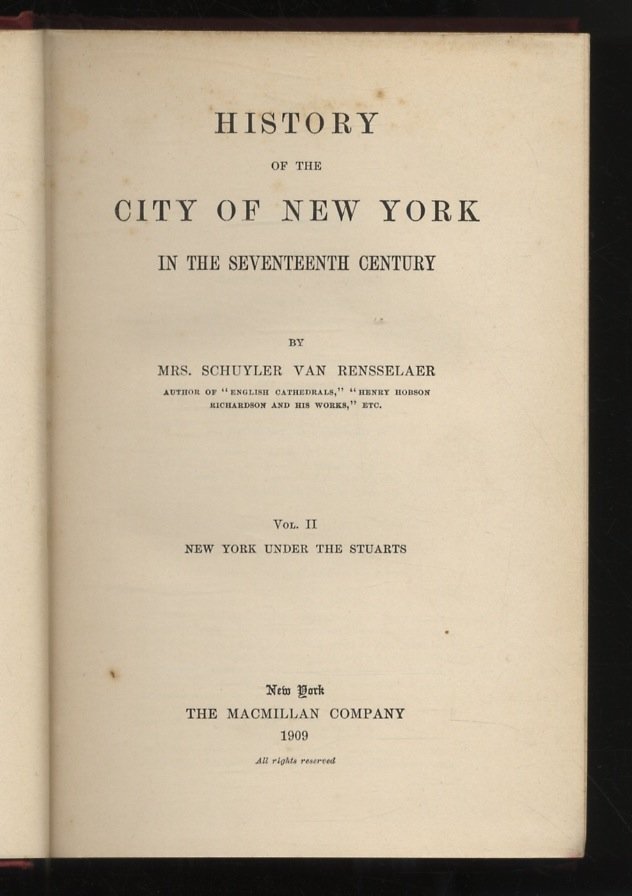 HISTORY
OF THE
CITY OF NEW YORK
IN THE SEVENTEENTH CENTURY
BY
MRS. SCHUYLER VAN RENSSELAER
AUTHOR OF "ENGLISH CATHEDRALS," "HENRY HOBSON
RICHARDSON AND HIS WORKS," ETC.
VOL. II
NEW YORK UNDER THE STUARTS
New York
THE MACMILLAN COMPANY
1909
All rights reserved